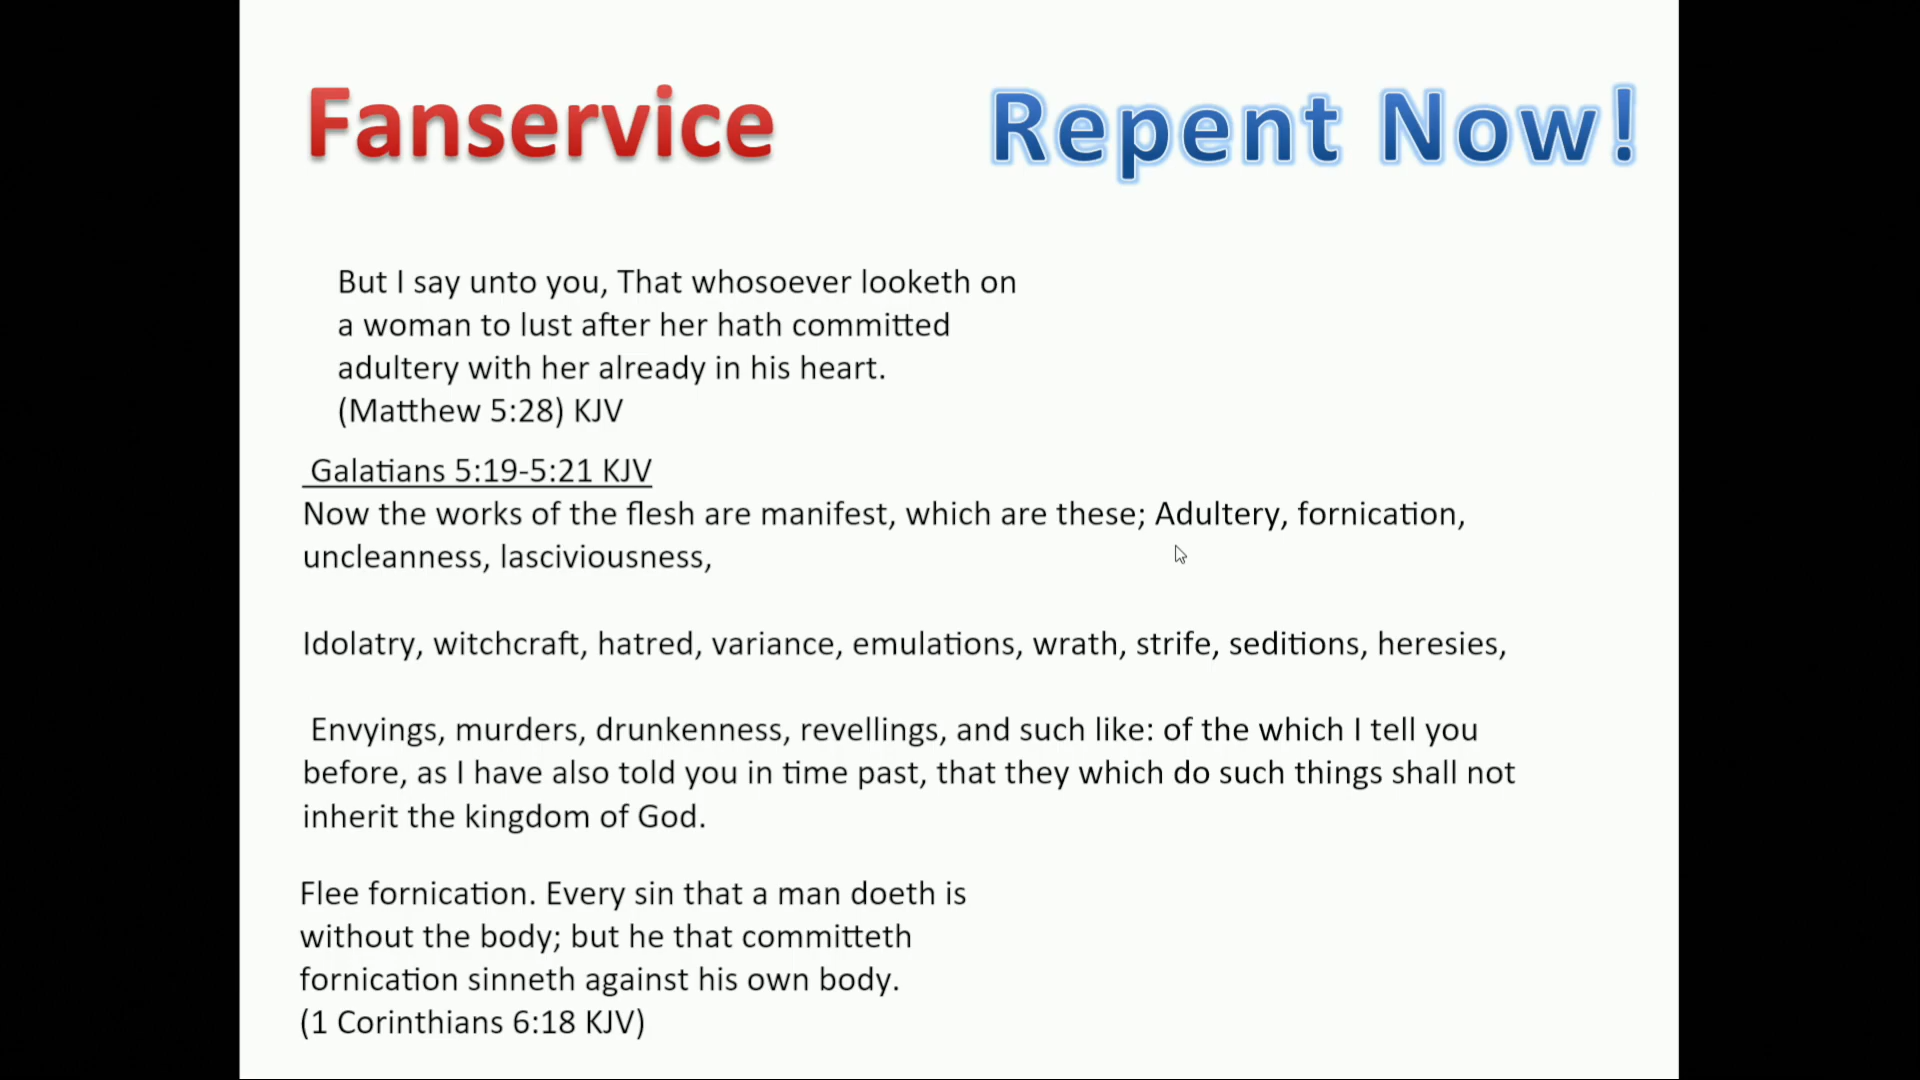 Fanservice Repent Now!
But I say unto you, That whosoever looketh on
a woman to lust after her hath committed
adultery with her already in his heart.
(Matthew 5:28) KJV
Galatians 5:19-5:21 KJV
Now the works of the flesh are manifest, which are these; Adultery, fornication,
uncleanness, lasciviousness,
Idolatry, witchcraft, hatred, variance, emulations, wrath, strife, seditions, heresies,
Envyings, murders, drunkenness, revellings, and such like: of the which I tell you
before, as I have also told you in time past, that they which do such things shall not
inherit the kingdom of God.
Flee fornication. Every sin that a man doeth is
without the body; but he that committeth
fornication sinneth against his own body.
(1 Corinthians 6:18 KJV)